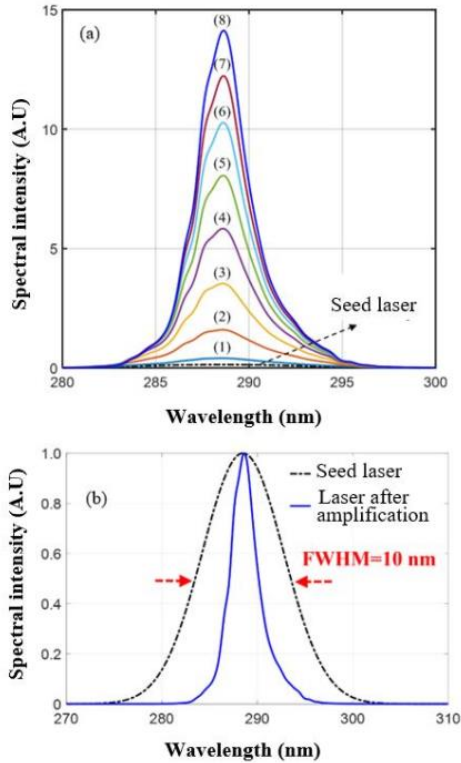 15
(a)
(8)
(7)
10
(6)
(5)
(4)
5
(3)
Seed laser
(2)
(1)
0
280 285 290 295 300
Spectral intensity (A.U)
Wavelength (nm)
1.0
(b)
Seed laser
Laser after
amplification
0.8
0.6
FWHM=10 nm
0.4
0.2
0
270 280 290 300 310
Spectral intensity (A.U)
Wavelength (nm)